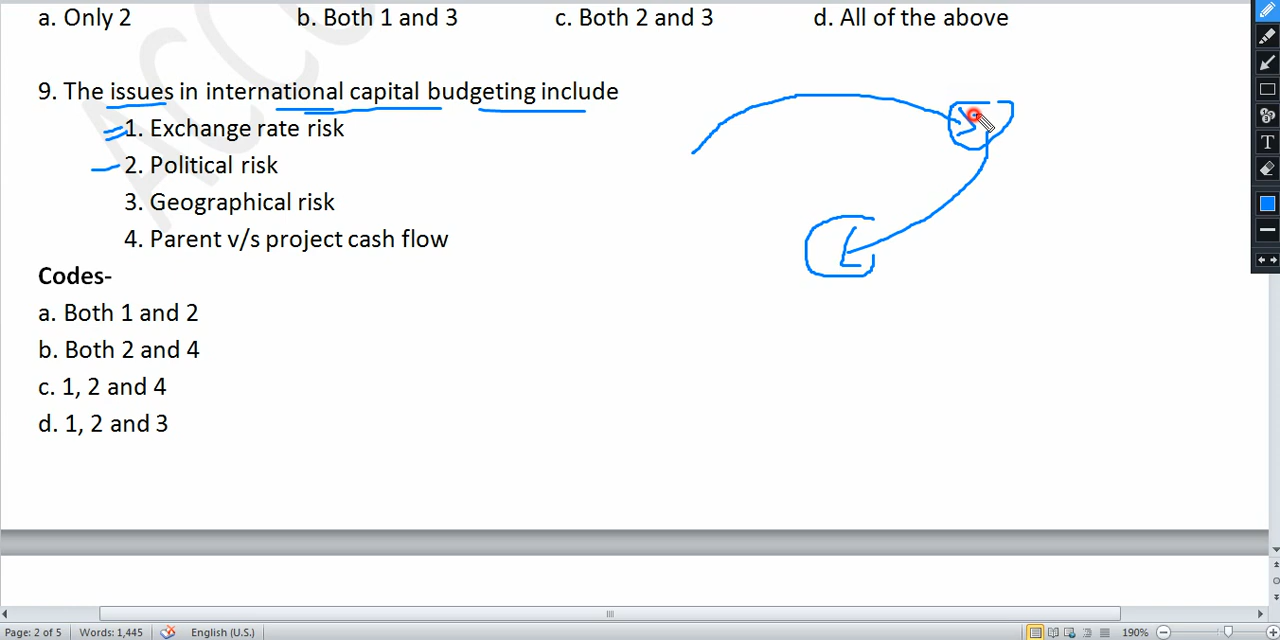 a. Only 2 b. Both 1 and 3 c. Both 2 and 3 d. All of the above
9. The issues in international capital budgeting include
1. Exchange rate risk
2. Political risk
3. Geographical risk
4. Parent v/s project cash flow
Codes-
a. Both 1 and 2
b. Both 2 and 4
c. 1, 2 and 4
d. 1, 2 and 3
Page: 2 of 5 Words: 1,445 English (U.S.) 190%